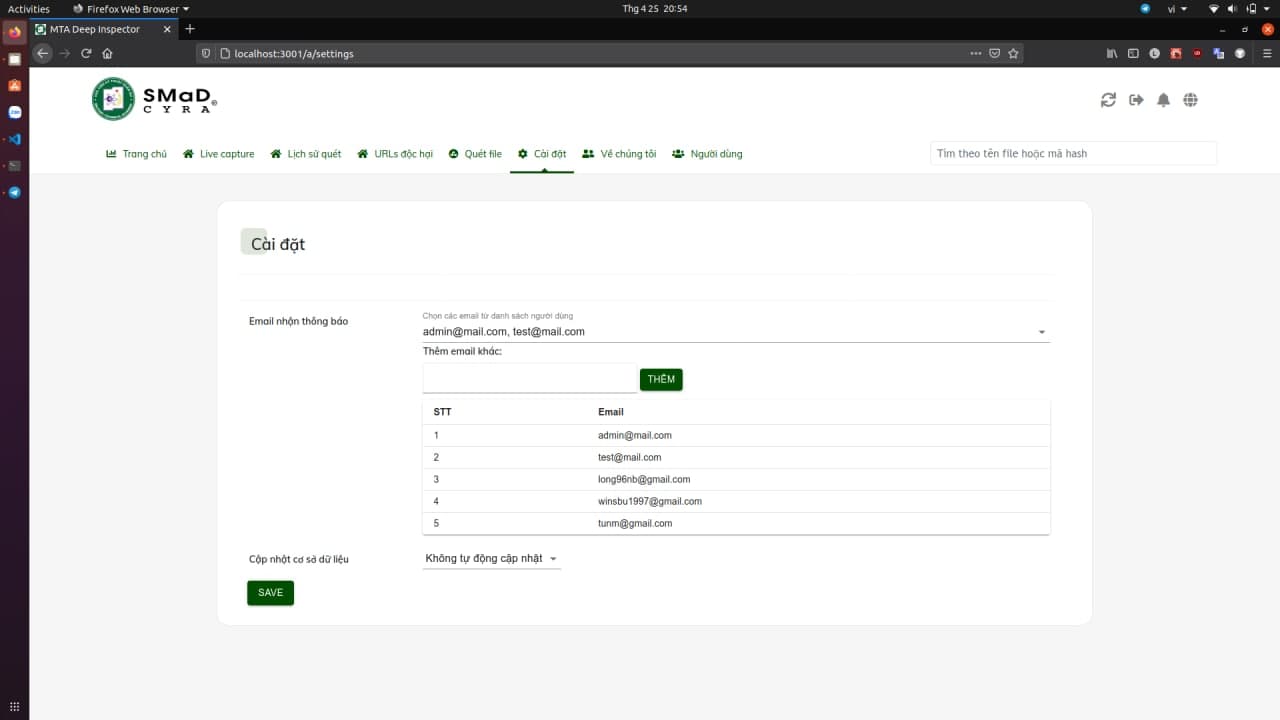 Activities Firefox Web Browser Thg 4 25 20:54 vi
MTA Deep Inspector
localhost:3001/a/settings
SMaD®
CYRA
Trang chủ Live capture Lịch sử quét URLs độc hại Quét file Cài đặt Về chúng tôi Người dùng Tìm theo tên file hoặc mã hash
Cài đặt
Email nhận thông báo
Chọn các email từ danh sách người dùng
admin@mail.com, test@mail.com
Thêm email khác:
THÊM
STT Email
1 admin@mail.com
2 test@mail.com
3 long96nb@gmail.com
4 winsbu1997@gmail.com
5 tunm@gmail.com
Cập nhật cơ sở dữ liệu Không tự động cập nhật
SAVE